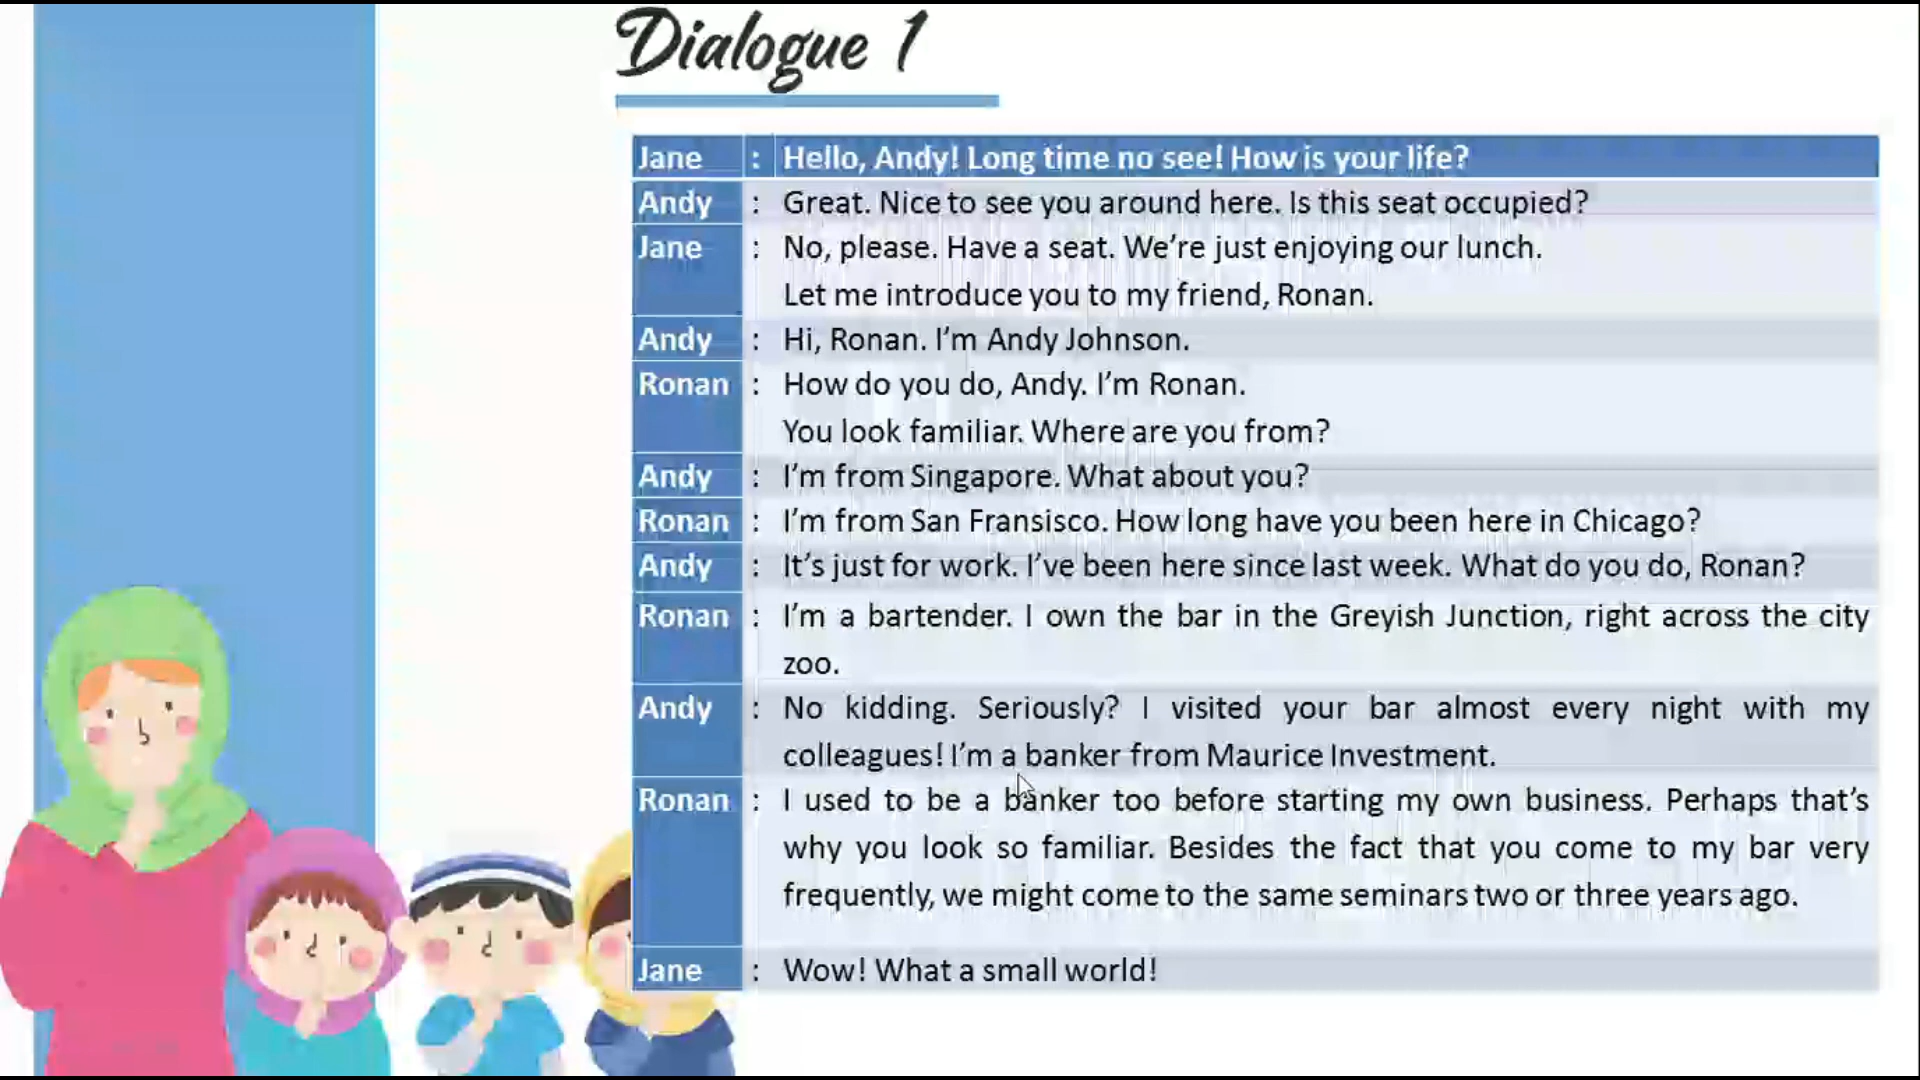 Dialogue 1
Jane : Hello, Andy! Long time no see! How is your life?
Andy : Great. Nice to see you around here. Is this seat occupied?
Jane : No, please. Have a seat. We're just enjoying our lunch.
Let me introduce you to my friend, Ronan.
Andy : Hi, Ronan. I'm Andy Johnson.
Ronan : How do you do, Andy. I'm Ronan.
You look familiar. Where are you from?
Andy : I'm from Singapore. What about you?
Ronan : I'm from San Fransisco. How long have you been here in Chicago?
Andy : It's just for work. I've been here since last week. What do you do, Ronan?
Ronan : I'm a bartender. I own the bar in the Greyish Junction, right across the city
zoo.
Andy : No kidding. Seriously? I visited your bar almost every night with my
colleagues! I'm a banker from Maurice Investment.
Ronan : I used to be a banker too before starting my own business. Perhaps that's
why you look so familiar. Besides the fact that you come to my bar very
frequently, we might come to the same seminars two or three years ago.
Jane : Wow! What a small world!